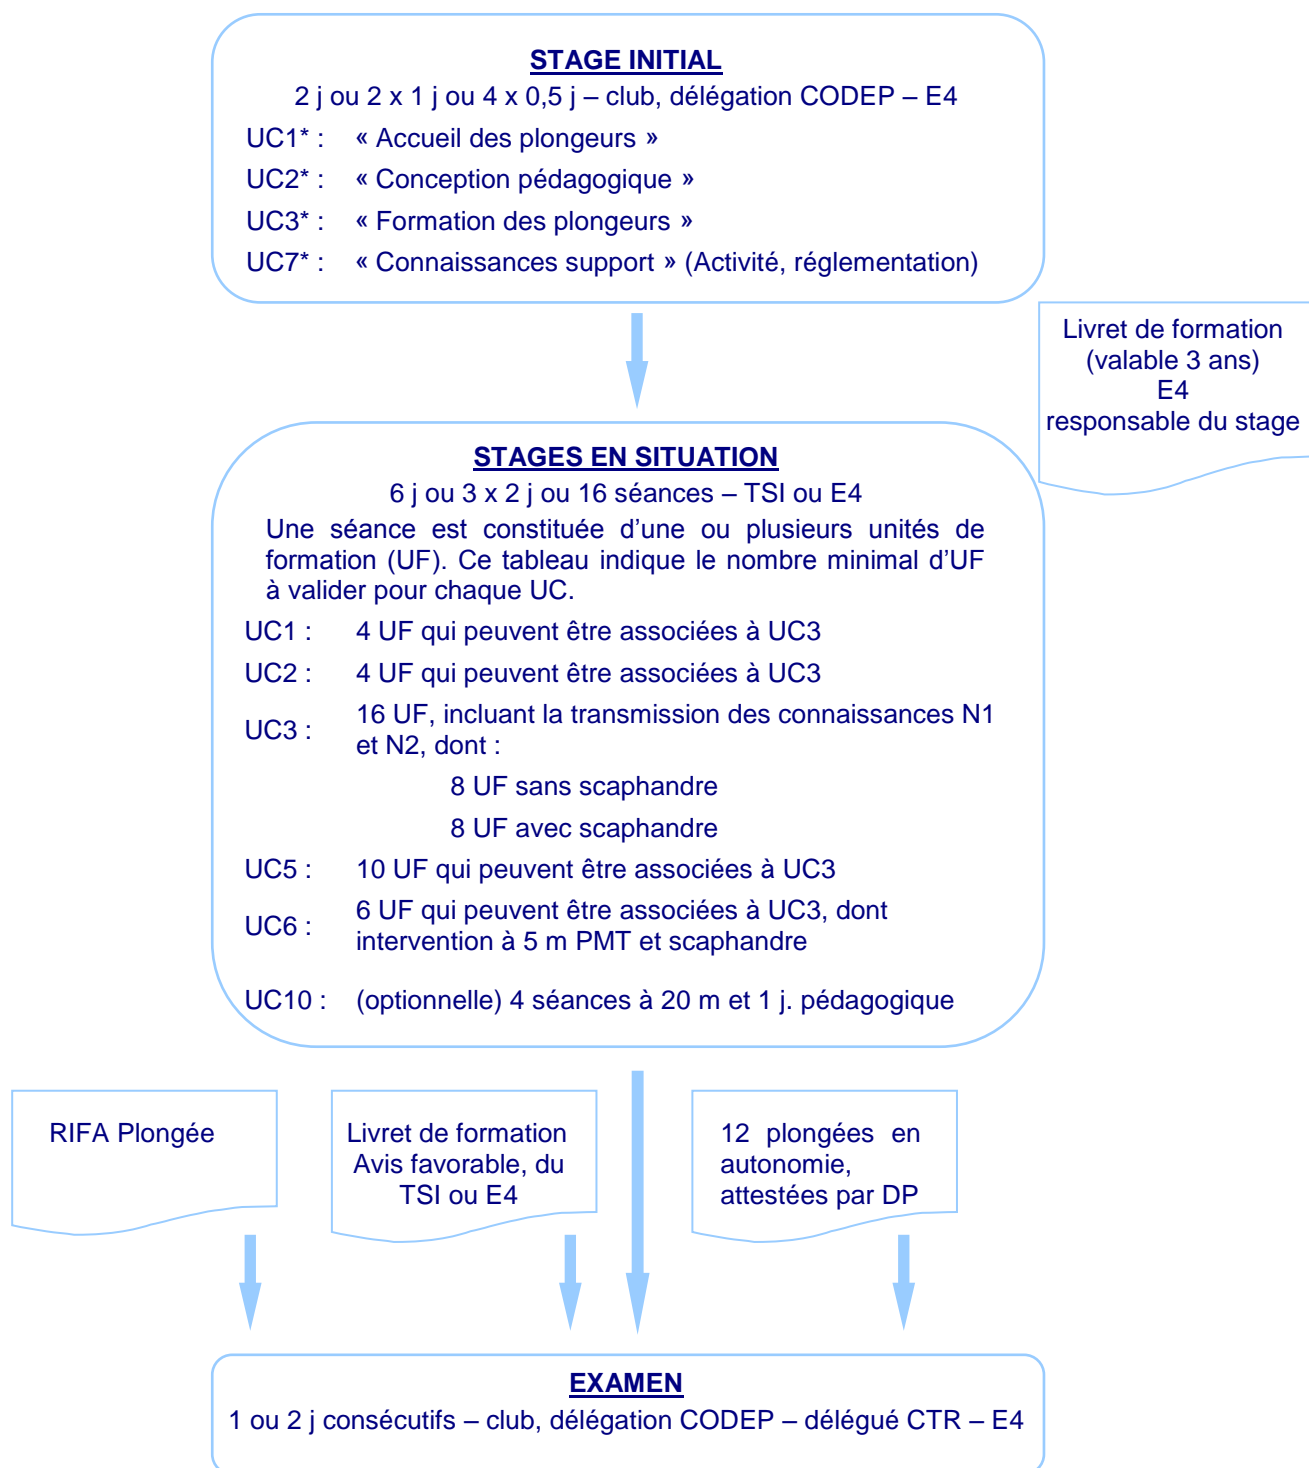 STAGE INITIAL
2 j ou 2 x 1 j ou 4 x 0,5 j – club, délégation CODEP – E4
UC1* : « Accueil des plongeurs »
UC2* : « Conception pédagogique »
UC3* : « Formation des plongeurs »
UC7* : « Connaissances support » (Activité, réglementation)
Livret de formation
(valable 3 ans)
E4
responsable du stage
STAGES EN SITUATION
6 j ou 3 x 2 j ou 16 séances – TSI ou E4
Une séance est constituée d’une ou plusieurs unités de
formation (UF). Ce tableau indique le nombre minimal d’UF
à valider pour chaque UC.
UC1 : 4 UF qui peuvent être associées à UC3
UC2 : 4 UF qui peuvent être associées à UC3
UC3 : 16 UF, incluant la transmission des connaissances N1
et N2, dont :
8 UF sans scaphandre
8 UF avec scaphandre
UC5 : 10 UF qui peuvent être associées à UC3
UC6 : 6 UF qui peuvent être associées à UC3, dont
intervention à 5 m PMT et scaphandre
UC10 : (optionnelle) 4 séances à 20 m et 1 j. pédagogique
RIFA Plongée
Livret de formation
Avis favorable, du
TSI ou E4
12 plongées en
autonomie,
attestées par DP
EXAMEN
1 ou 2 j consécutifs – club, délégation CODEP – délégué CTR – E4